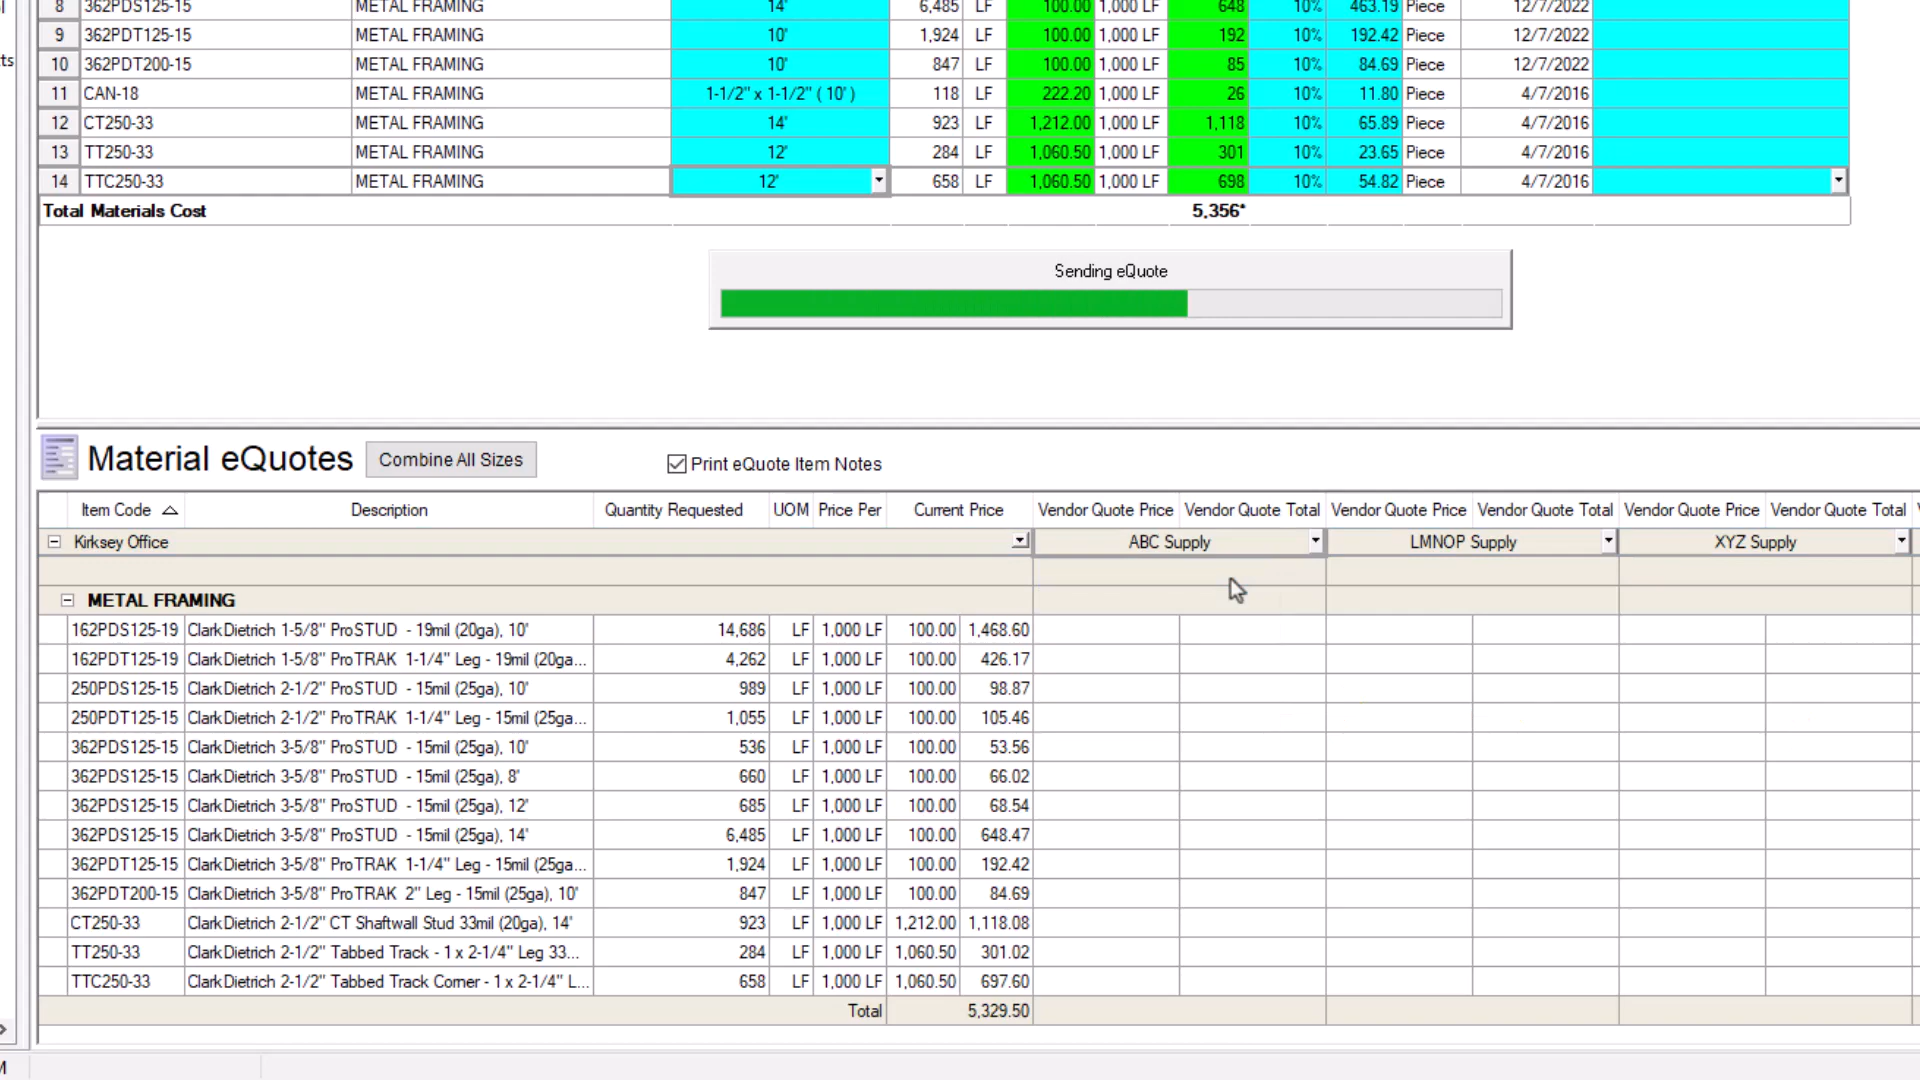 8 362PDS125-15 METAL FRAMING 14' 6,485 LF 100.00 1,000 LF 648 10% 463.19 Piece 12/7/2022
9 362PDT125-15 METAL FRAMING 10' 1,924 LF 100.00 1,000 LF 192 10% 192.42 Piece 12/7/2022
10 362PDT200-15 METAL FRAMING 10' 847 LF 100.00 1,000 LF 85 10% 84.69 Piece 12/7/2022
11 CAN-18 METAL FRAMING 1-1/2" x 1-1/2" ( 10' ) 118 LF 222.20 1,000 LF 26 10% 11.80 Piece 4/7/2016
12 CT250-33 METAL FRAMING 14' 923 LF 1,212.00 1,000 LF 1,118 10% 65.89 Piece 4/7/2016
13 TT250-33 METAL FRAMING 12' 284 LF 1,060.50 1,000 LF 301 10% 23.65 Piece 4/7/2016
14 TTC250-33 METAL FRAMING 12' 658 LF 1,060.50 1,000 LF 698 10% 54.82 Piece 4/7/2016
Total Materials Cost 5,356*
Sending eQuote
Material eQuotes Combine All Sizes Print eQuote Item Notes
Item Code Description Quantity Requested UOM Price Per Current Price Vendor Quote Price Vendor Quote Total Vendor Quote Price Vendor Quote Total Vendor Quote Price Vendor Quote Total
Kirksey Office ABC Supply LMNOP Supply XYZ Supply
METAL FRAMING
162PDS125-19 ClarkDietrich 1-5/8" ProSTUD - 19mil (20ga), 10' 14,686 LF 1,000 LF 100.00 1,468.60
162PDT125-19 ClarkDietrich 1-5/8" ProTRAK 1-1/4" Leg - 19mil (20ga... 4,262 LF 1,000 LF 100.00 426.17
250PDS125-15 ClarkDietrich 2-1/2" ProSTUD - 15mil (25ga), 10' 989 LF 1,000 LF 100.00 98.87
250PDT125-15 ClarkDietrich 2-1/2" ProTRAK 1-1/4" Leg - 15mil (25ga... 1,055 LF 1,000 LF 100.00 105.46
362PDS125-15 ClarkDietrich 3-5/8" ProSTUD - 15mil (25ga), 10' 536 LF 1,000 LF 100.00 53.56
362PDS125-15 ClarkDietrich 3-5/8" ProSTUD - 15mil (25ga), 8' 660 LF 1,000 LF 100.00 66.02
362PDS125-15 ClarkDietrich 3-5/8" ProSTUD - 15mil (25ga), 12' 685 LF 1,000 LF 100.00 68.54
362PDS125-15 ClarkDietrich 3-5/8" ProSTUD - 15mil (25ga), 14' 6,485 LF 1,000 LF 100.00 648.47
362PDT125-15 ClarkDietrich 3-5/8" ProTRAK 1-1/4" Leg - 15mil (25ga... 1,924 LF 1,000 LF 100.00 192.42
362PDT200-15 ClarkDietrich 3-5/8" ProTRAK 2" Leg - 15mil (25ga), 10' 847 LF 1,000 LF 100.00 84.69
CT250-33 ClarkDietrich 2-1/2" CT Shaftwall Stud 33mil (20ga), 14' 923 LF 1,000 LF 1,212.00 1,118.08
TT250-33 ClarkDietrich 2-1/2" Tabbed Track - 1 x 2-1/4" Leg 33... 284 LF 1,000 LF 1,060.50 301.02
TTC250-33 ClarkDietrich 2-1/2" Tabbed Track Corner - 1 x 2-1/4" L... 658 LF 1,000 LF 1,060.50 697.60
Total 5,329.50